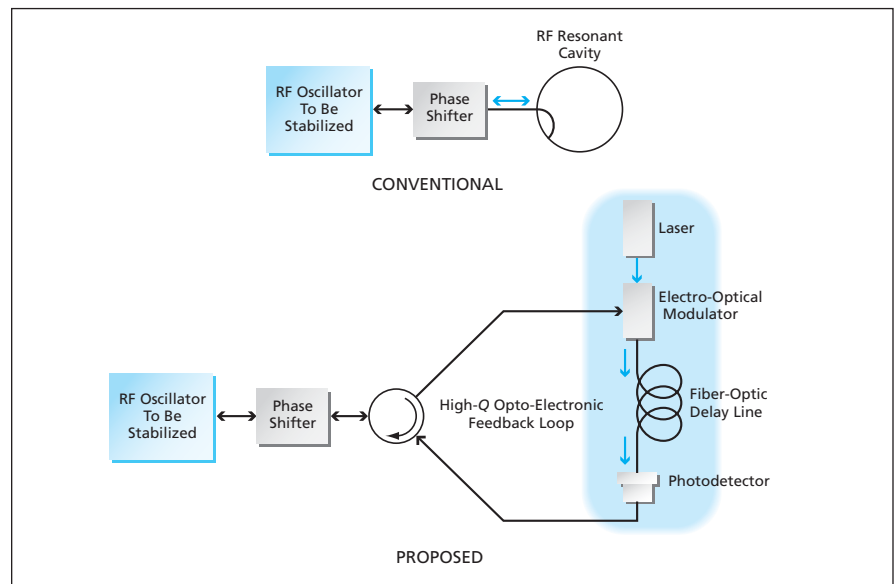 RF Resonant
Cavity
RF Oscillator
To Be
Stabilized
Phase
Shifter
CONVENTIONAL
Laser
Electro-Optical
Modulator
RF Oscillator
To Be
Stabilized
Phase
Shifter
High-Q Opto-Electronic
Feedback Loop
Fiber-Optic
Delay Line
Photodetector
PROPOSED